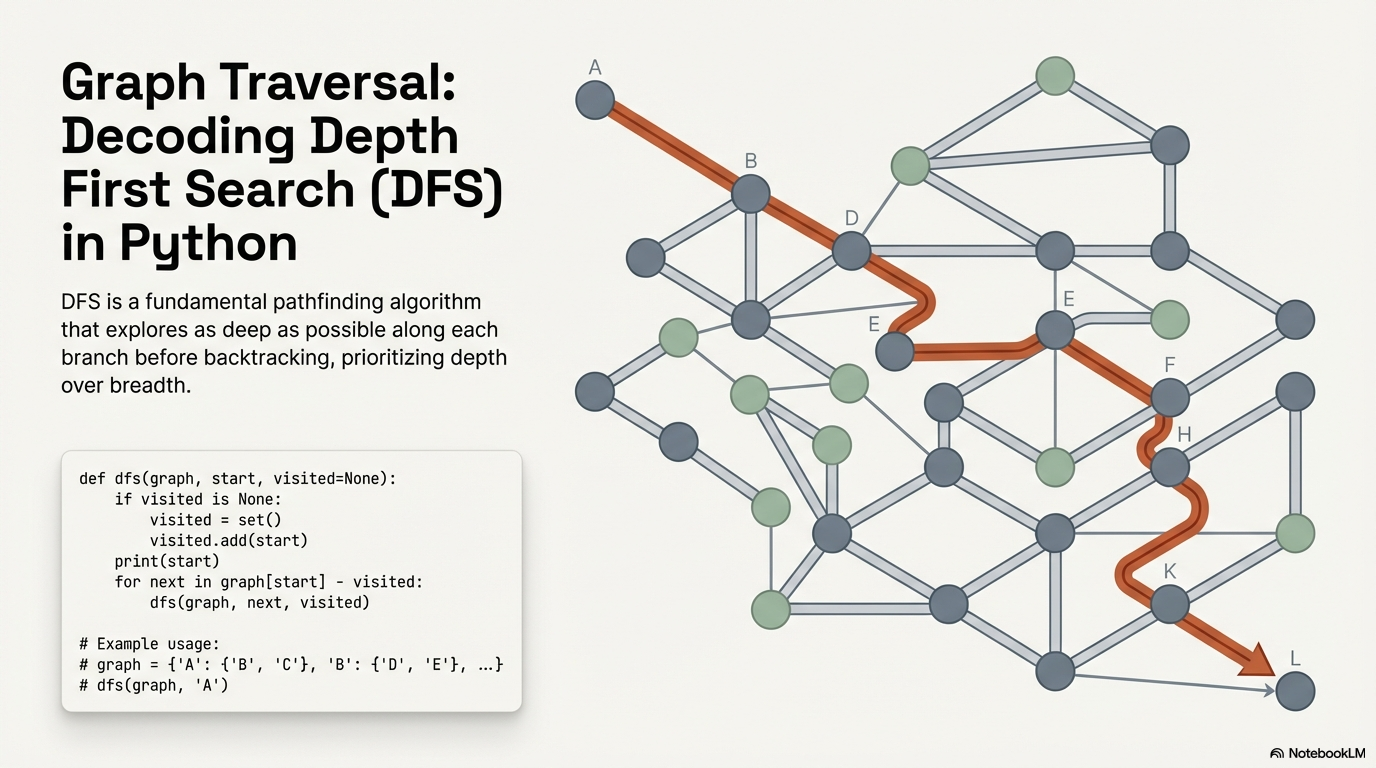 Graph Traversal:
Decoding Depth
First Search (DFS)
in Python
DFS is a fundamental pathfinding algorithm
that explores as deep as possible along each
branch before backtracking, prioritizing depth
over breadth.
def dfs(graph, start, visited=None):
    if visited is None:
        visited = set()
        visited.add(start)
    print(start)
    for next in graph[start] - visited:
        dfs(graph, next, visited)

# Example usage:
# graph = {'A': {'B', 'C'}, 'B': {'D', 'E'}, ...}
# dfs(graph, 'A')
A
B
D
E
E
F
H
K
L
NotebookLM